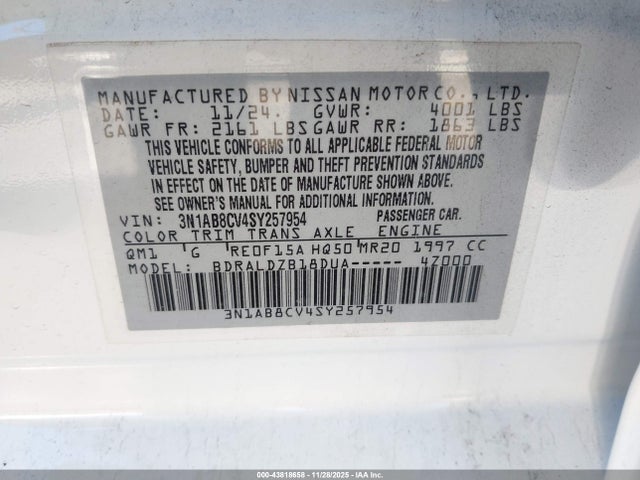 MANUFACTURED BY NISSAN MOTOR CO., LTD.
DATE: 11/24. GVWR: 4001 LBS
GAWR FR: 2161 LBS GAWR RR: 1863 LBS
THIS VEHICLE CONFORMS TO ALL APPLICABLE FEDERAL MOTOR
VEHICLE SAFETY, BUMPER AND THEFT PREVENTION STANDARDS
IN EFFECT ON THE DATE OF MANUFACTURE SHOWN ABOVE.
SEE OWNER'S MANUAL FOR ADDITIONAL INFORMATION.
VIN: 3N1AB8CV4SY257954 PASSENGER CAR.
COLOR TRIM TRANS AXLE ENGINE
QM1 'G RE0F15A HQ50 MR20 1997 CC
MODEL: BDRALDZB18DUA----- 4Z000
3N1AB8CV4SY257954
000-43818658 - 11/28/2025 - IAAI.com